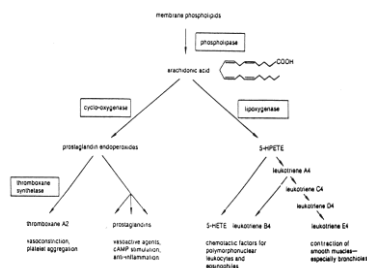 membrane phospholipids
phospholipase
arachidonic acid
COOH
cyclo-oxygenase
lipoxygenase
prostaglandin endoperoxides
5-HPETE
thromboxane
synthetase
leukotriene A4
leukotriene C4
leukotriene D4
thromboxane A2
prostaglandins
5-HETE
leukotriene B4
leukotriene E4
vasoconstriction,
platelet aggregation
vasoactive agents,
cAMP stimulation,
anti-inflammation
chemotactic factors for
polymorphonuclear
leukocytes and
eosinophils
contraction of
smooth muscles—
especially bronchioles